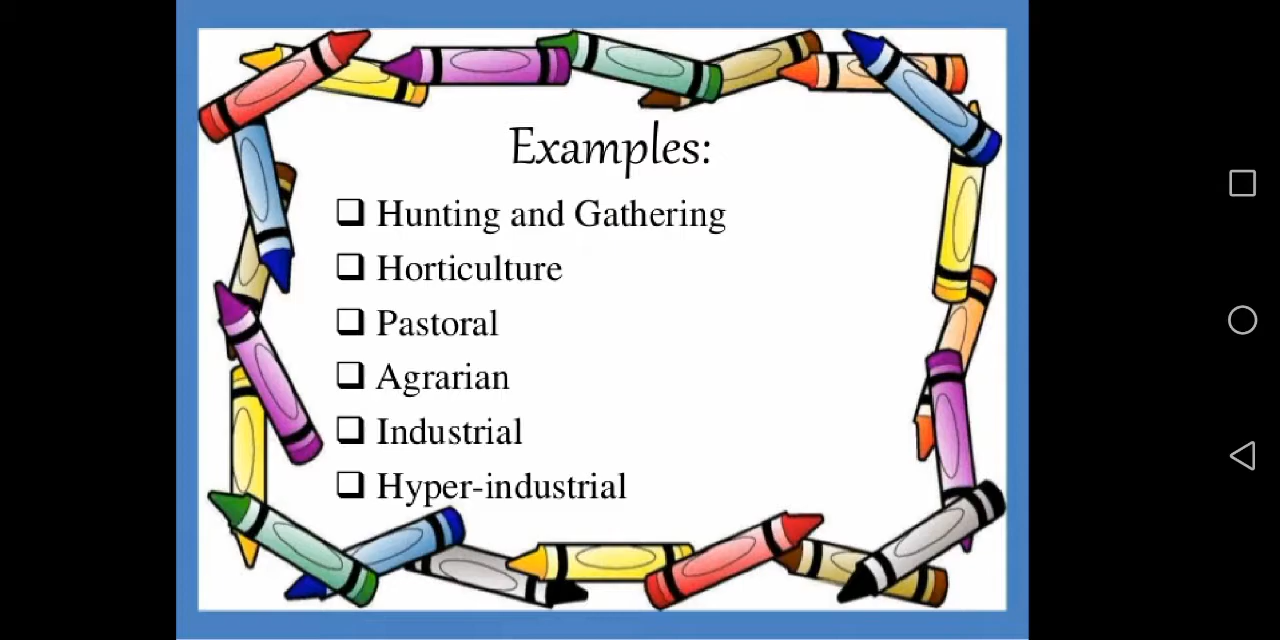 Examples:
❑ Hunting and Gathering
❑ Horticulture
❑ Pastoral
❑ Agrarian
❑ Industrial
❑ Hyper-industrial